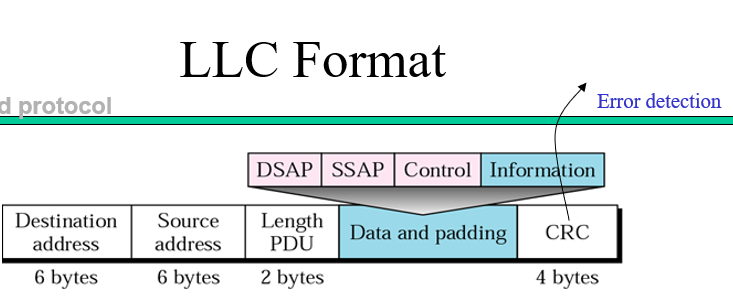 LLC Format
d protocol
Error detection
DSAP SSAP Control Information
Destination address
Source address
Length PDU
Data and padding
CRC
6 bytes
6 bytes
2 bytes
4 bytes